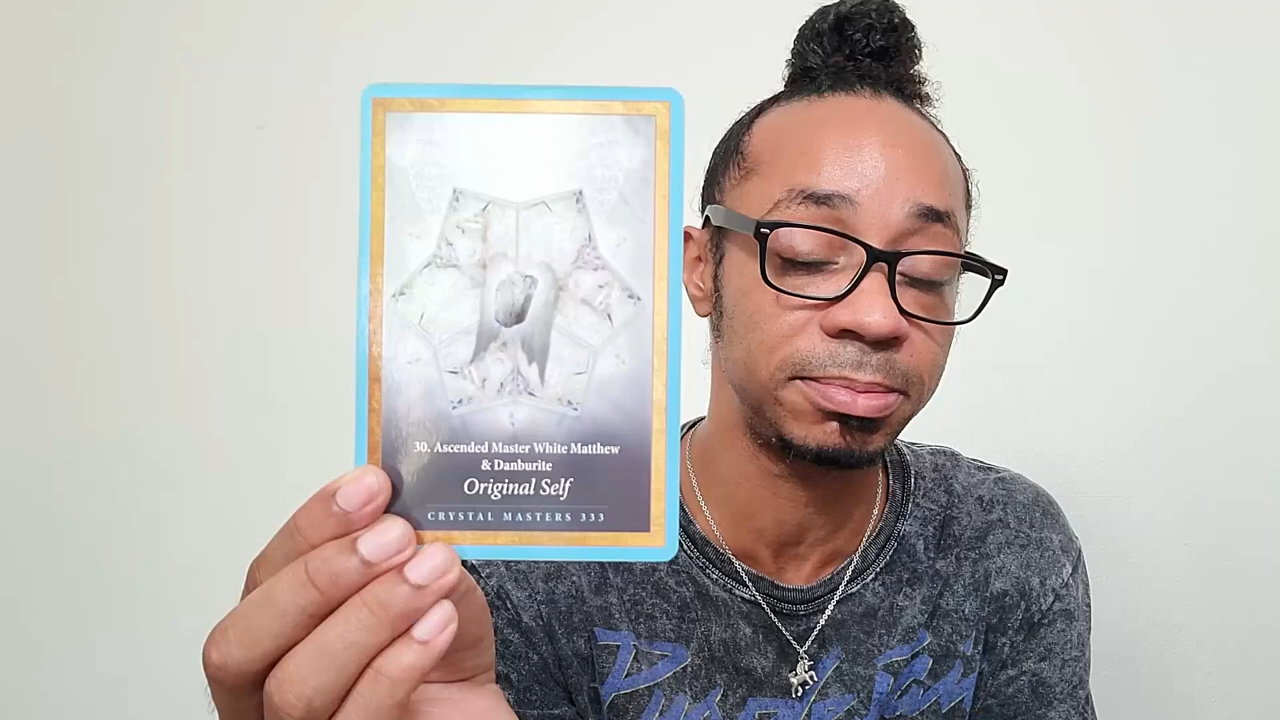 30. Ascended Master White Matthew
& Danburite
Original Self
CRYSTAL MASTERS 333